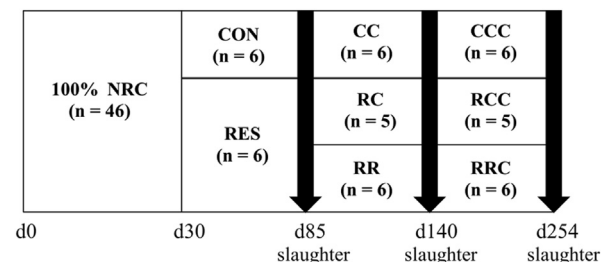 100% NRC
(n = 46)
CON
(n = 6)
RES
(n = 6)
CC
(n = 6)
RC
(n = 5)
RR
(n = 6)
CCC
(n = 6)
RCC
(n = 5)
RRC
(n = 6)
d0
d30
d85
slaughter
d140
slaughter
d254
slaughter